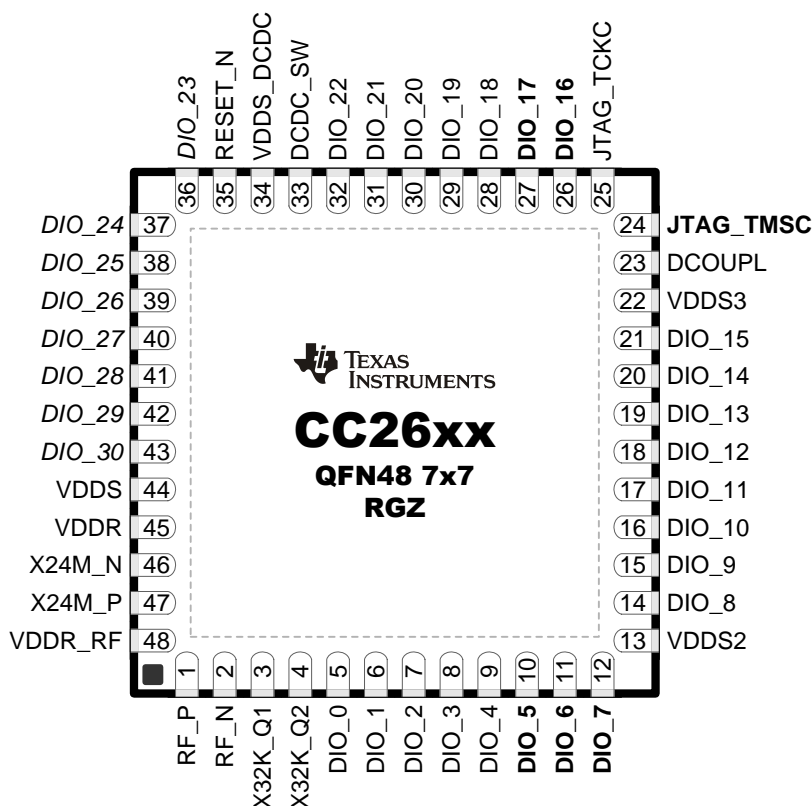 DIO_23
RESET_N
VDDS_DCDC
DCDC_SW
DIO_22
DIO_21
DIO_20
DIO_19
DIO_18
DIO_17
DIO_16
JTAG_TCKC
36
35
34
33
32
31
30
29
28
27
26
25
DIO_24 37
DIO_25 38
DIO_26 39
DIO_27 40
DIO_28 41
DIO_29 42
DIO_30 43
VDDS 44
VDDR 45
X24M_N 46
X24M_P 47
VDDR_RF 48
TEXAS
INSTRUMENTS
CC26xx
QFN48 7x7
RGZ
24 JTAG_TMSC
23 DCOUPL
22 VDDS3
21 DIO_15
20 DIO_14
19 DIO_13
18 DIO_12
17 DIO_11
16 DIO_10
15 DIO_9
14 DIO_8
13 VDDS2
1
2
3
4
5
6
7
8
9
10
11
12
RF_P
RF_N
X32K_Q1
X32K_Q2
DIO_0
DIO_1
DIO_2
DIO_3
DIO_4
DIO_5
DIO_6
DIO_7